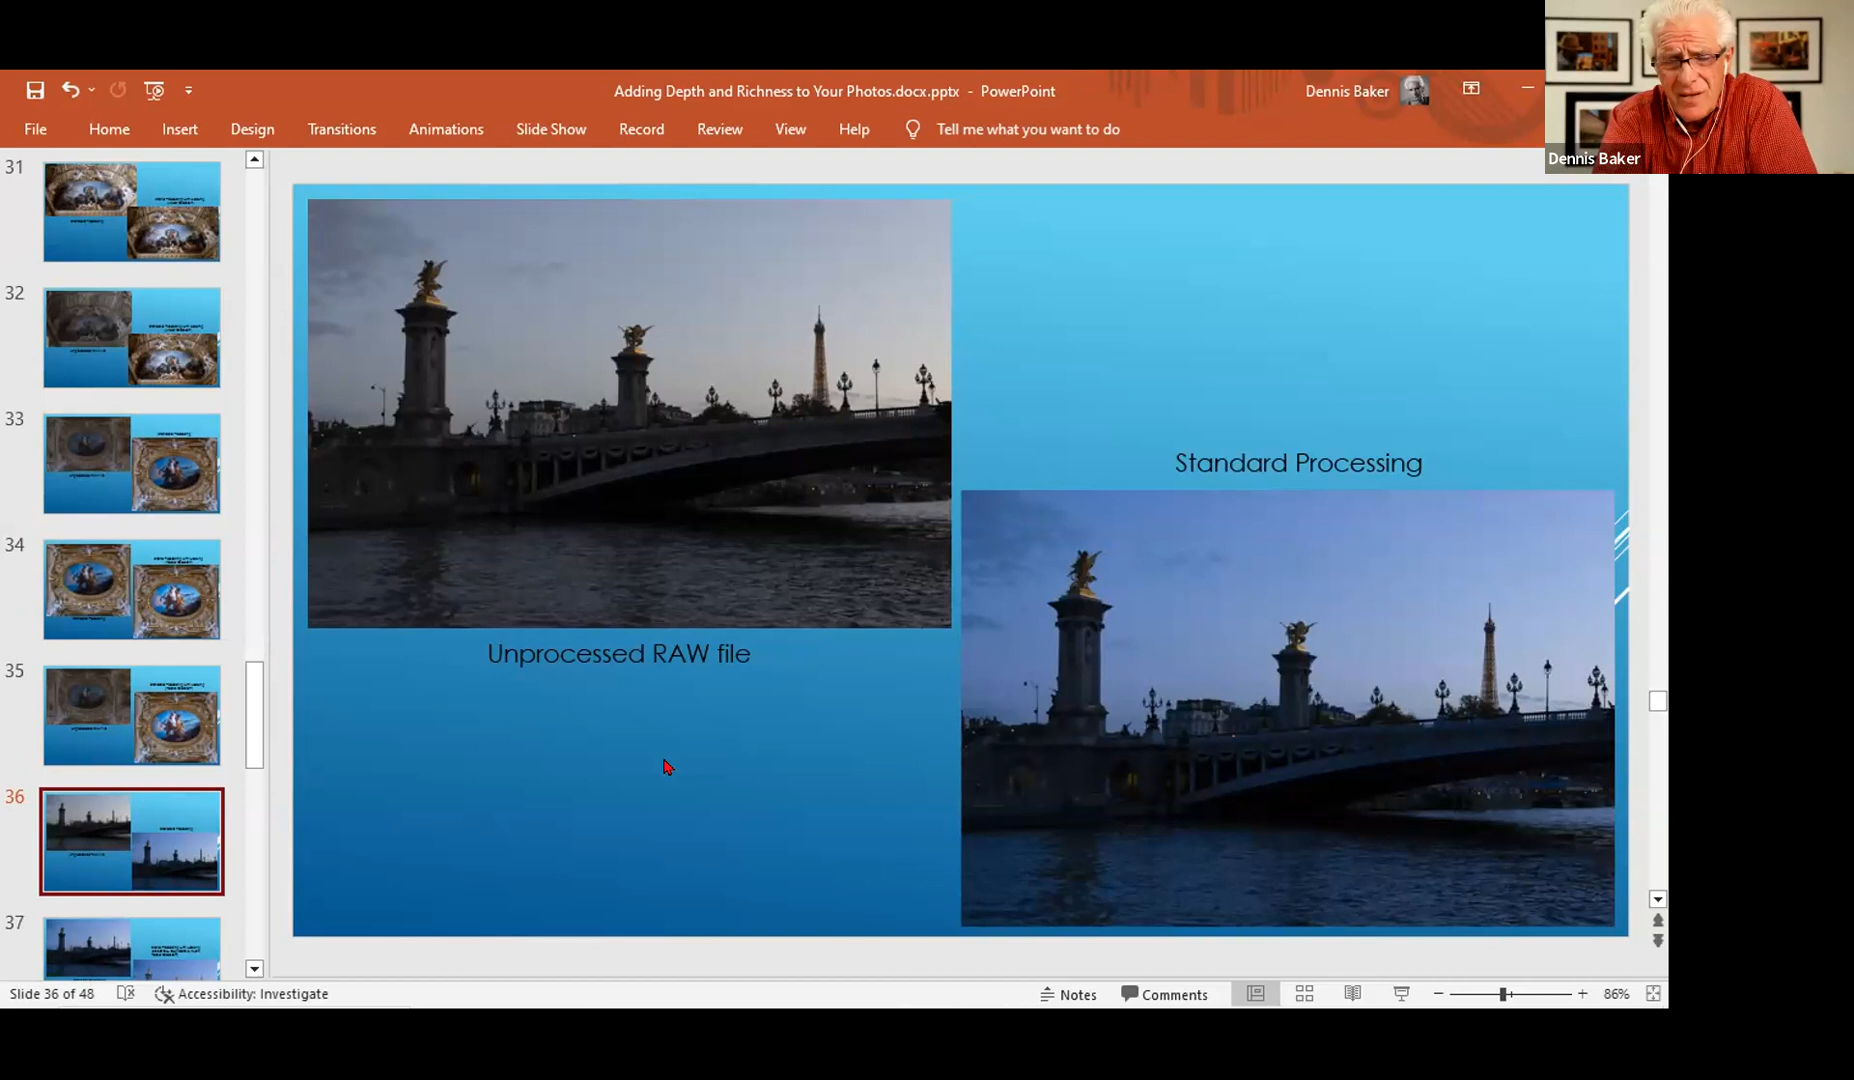 Adding Depth and Richness to Your Photos.docx.pptx - PowerPoint
Dennis Baker
File Home Insert Design Transitions Animations Slide Show Record Review View Help Tell me what you want to do
Dennis Baker
31
32
33
34
35
36
37
Standard Processing
Unprocessed RAW file
Slide 36 of 48
Accessibility: Investigate
Notes
Comments
86%